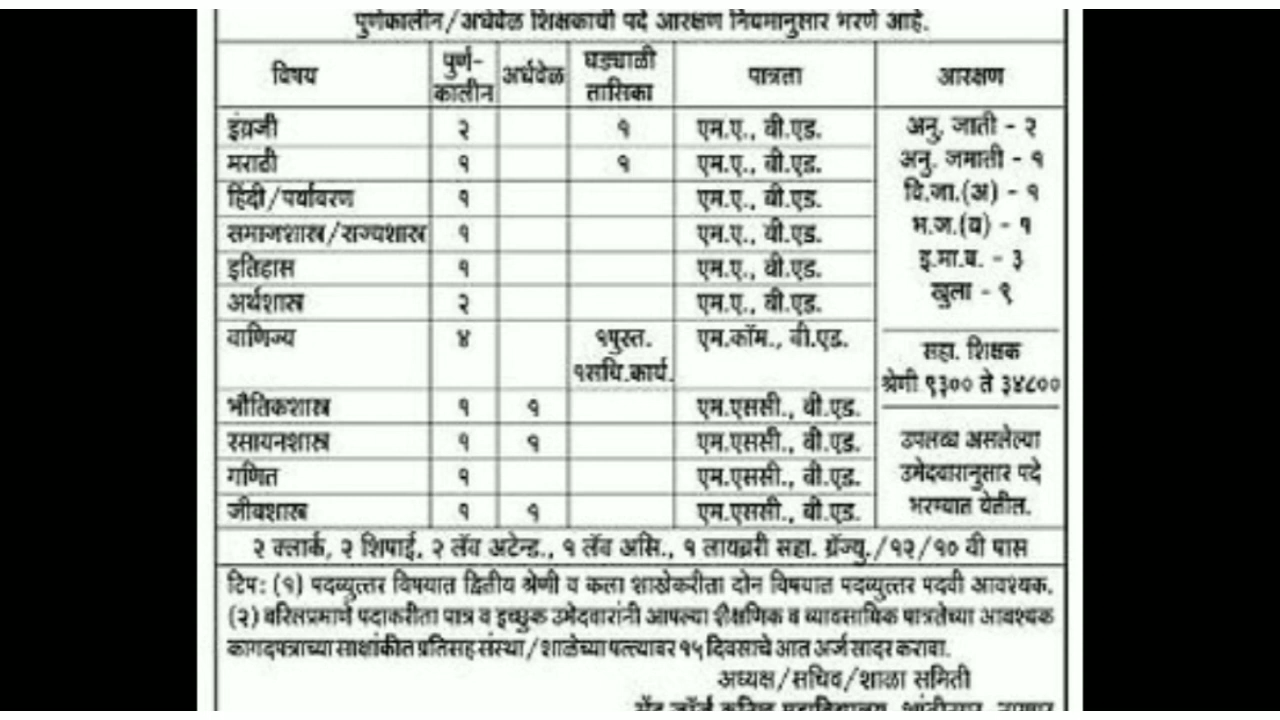 पुर्णकालीन/अर्धवेळ शिक्षकाची पदे आरक्षण नियमानुसार भरणे आहे.
विषय पुर्ण-कालीन अर्धवेळ घड्याळी तासिका पात्रता आरक्षण
इंग्रजी २ १ एम.ए., बी.एड. अनु. जाती - २
मराठी १ १ एम.ए., बी.एड. अनु. जमाती - १
हिंदी/पर्यावरण १ एम.ए., बी.एड. वि.जा.(अ) - १
समाजशास्त्र/राज्यशास्त्र १ एम.ए., बी.एड. भ.ज.(ब) - १
इतिहास १ एम.ए., बी.एड. इ.मा.व. - ३
अर्थशास्त्र २ एम.ए., बी.एड. खुला - ९
वाणिज्य ४ १पुस्त. एम.कॉम., बी.एड. सहा. शिक्षक
१सचि.कार्य. श्रेणी ९३०० ते ३४८००
भौतिकशास्त्र १ १ एम.एससी., बी.एड.
रसायनशास्त्र १ १ एम.एससी., बी.एड. उपलब्ध असलेल्या
गणित १ एम.एससी., बी.एड. उमेदवारानुसार पदे
जीवशास्त्र १ १ एम.एससी., बी.एड. भरण्यात येतील.
२ क्लार्क, २ शिपाई, २ लॅब अटेन्ड., १ लॅब असि., १ लायब्ररी सहा. ग्रॅज्यु./१२/१० वी पास
टिप: (१) पदव्युत्तर विषयात द्वितीय श्रेणी व कला शाखेकरीता दोन विषयात पदव्युत्तर पदवी आवश्यक.
(२) वरिलप्रमाणे पदाकरीता पात्र व इच्छुक उमेदवारांनी आपल्या शैक्षणिक व व्यावसायिक पात्रतेच्या आवश्यक
कागदपत्राच्या साक्षांकीत प्रतिसह संस्था/शाळेच्या पत्त्यावर १५ दिवसाचे आत अर्ज सादर करावा.
अध्यक्ष/सचिव/शाळा समिती
सेंट जॉर्ज कनिष्ठ महाविद्यालय, शांतीनगर, नागपूर